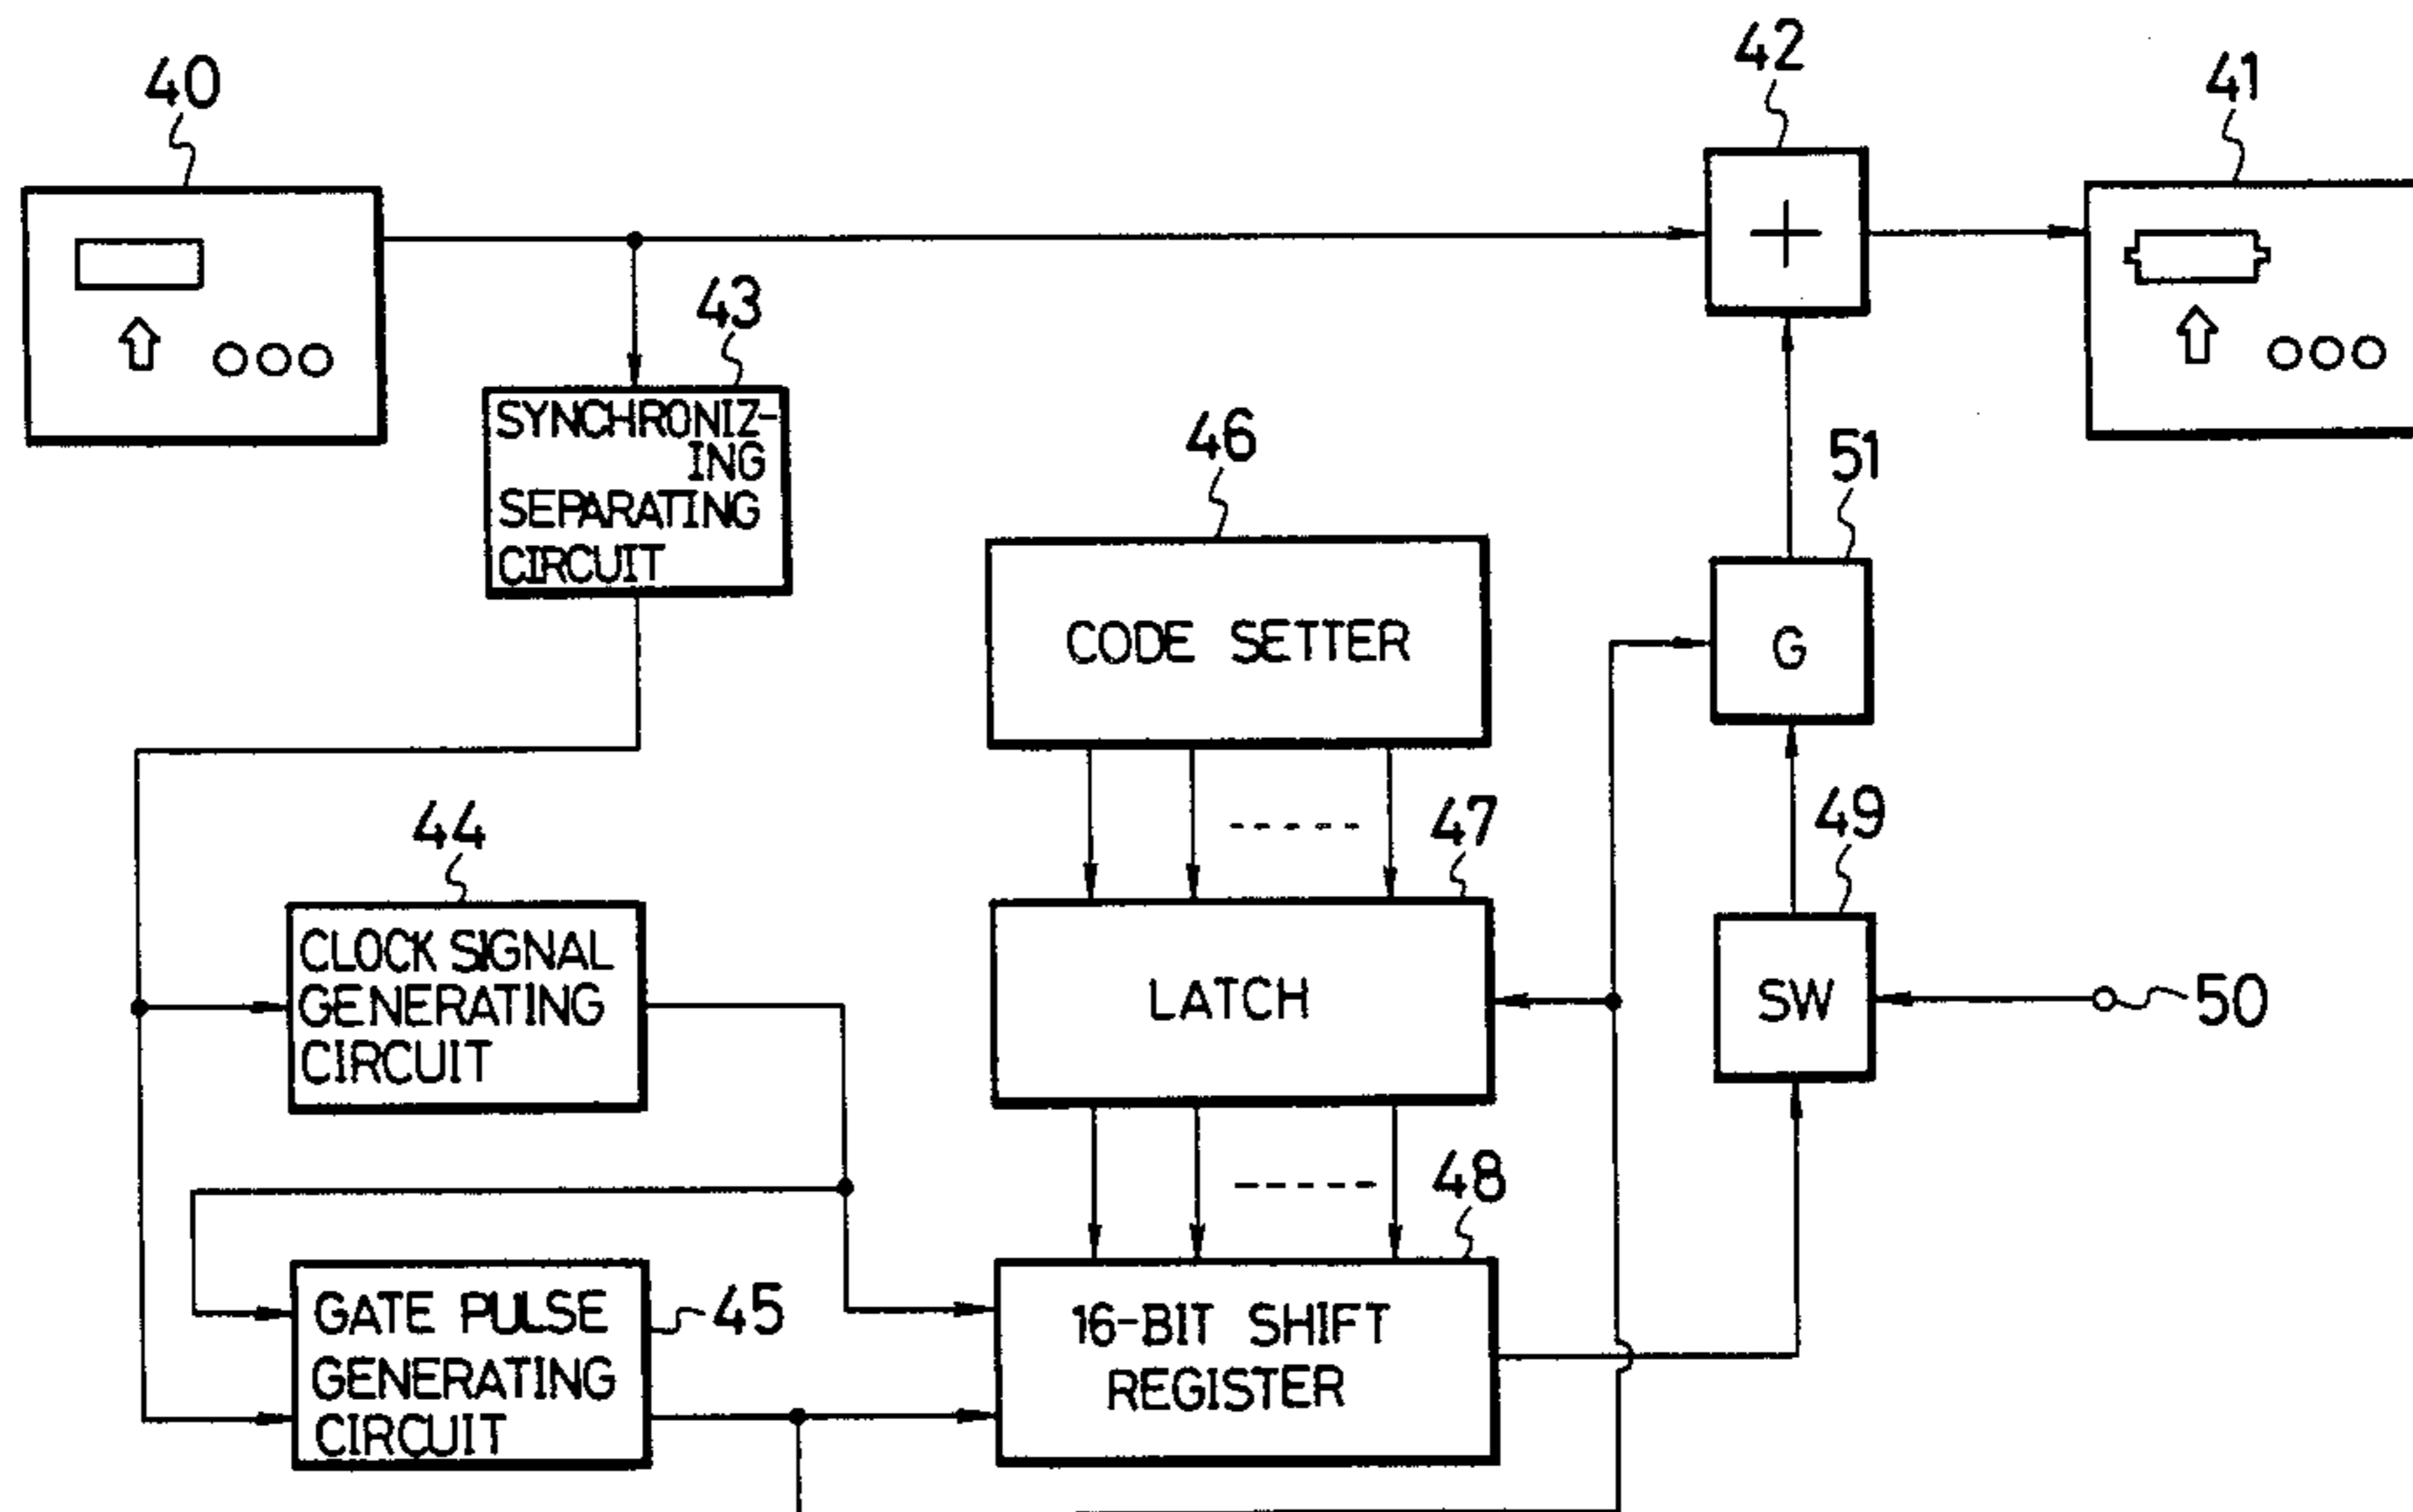 40
42
41
43
SYNCHRONIZ-
ING
SEPARATING
CIRCUIT
46
51
CODE SETTER
G
44
47
49
CLOCK SIGNAL
GENERATING
CIRCUIT
LATCH
SW
50
48
GATE PULSE
GENERATING
CIRCUIT
45
16-BIT SHIFT
REGISTER